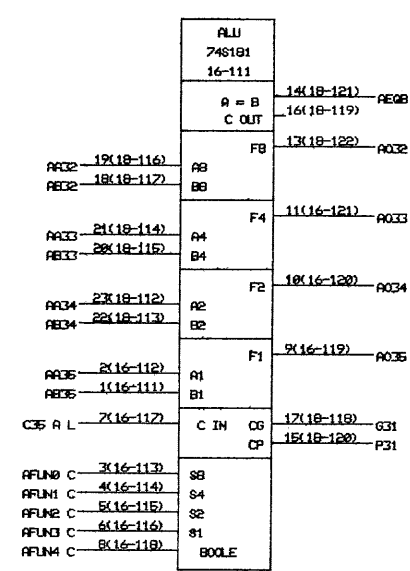 ALU
74S181
16-111
A = B 14(18-121) AEQB
C OUT 16(18-119)
F8 13(18-122) AO32
AA32 19(18-116) A8
AB32 18(18-117) B8
F4 11(16-121) AO33
AA33 21(18-114) A4
AB33 20(18-115) B4
F2 10(16-120) AO34
AA34 23(18-112) A2
AB34 22(18-113) B2
F1 9(16-119) AO35
AA35 2(16-112) A1
AB35 1(16-111) B1
C35 A L 7(16-117) C IN CG 17(18-118) G31
CP 15(18-120) P31
AFUN0 C 3(16-113) S8
AFUN1 C 4(16-114) S4
AFUN2 C 5(16-115) S2
AFUN3 C 6(16-116) S1
AFUN4 C 8(16-118) BOOLE